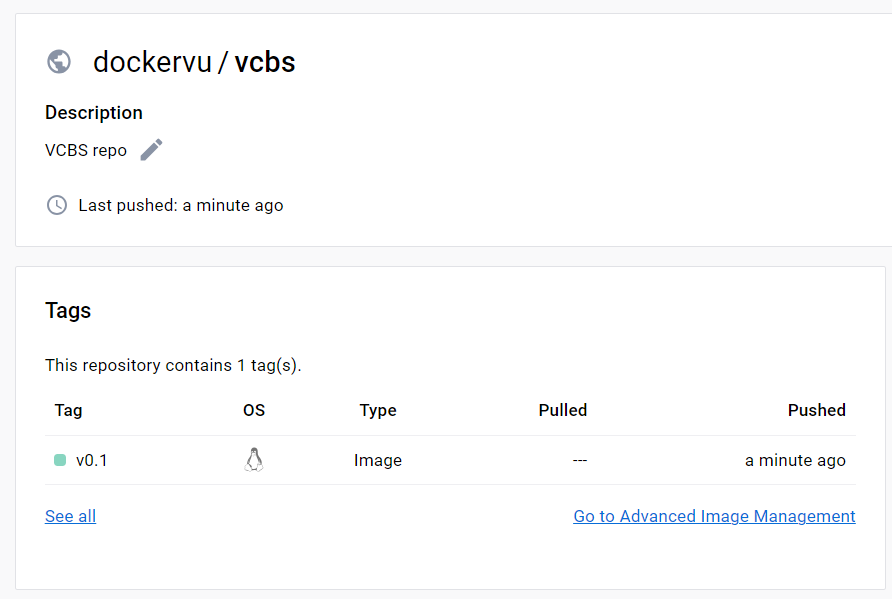 dockervu / vcbs
Description
VCBS repo
Last pushed: a minute ago
Tags
This repository contains 1 tag(s).
Tag OS Type Pulled Pushed
v0.1 Image --- a minute ago
See all Go to Advanced Image Management